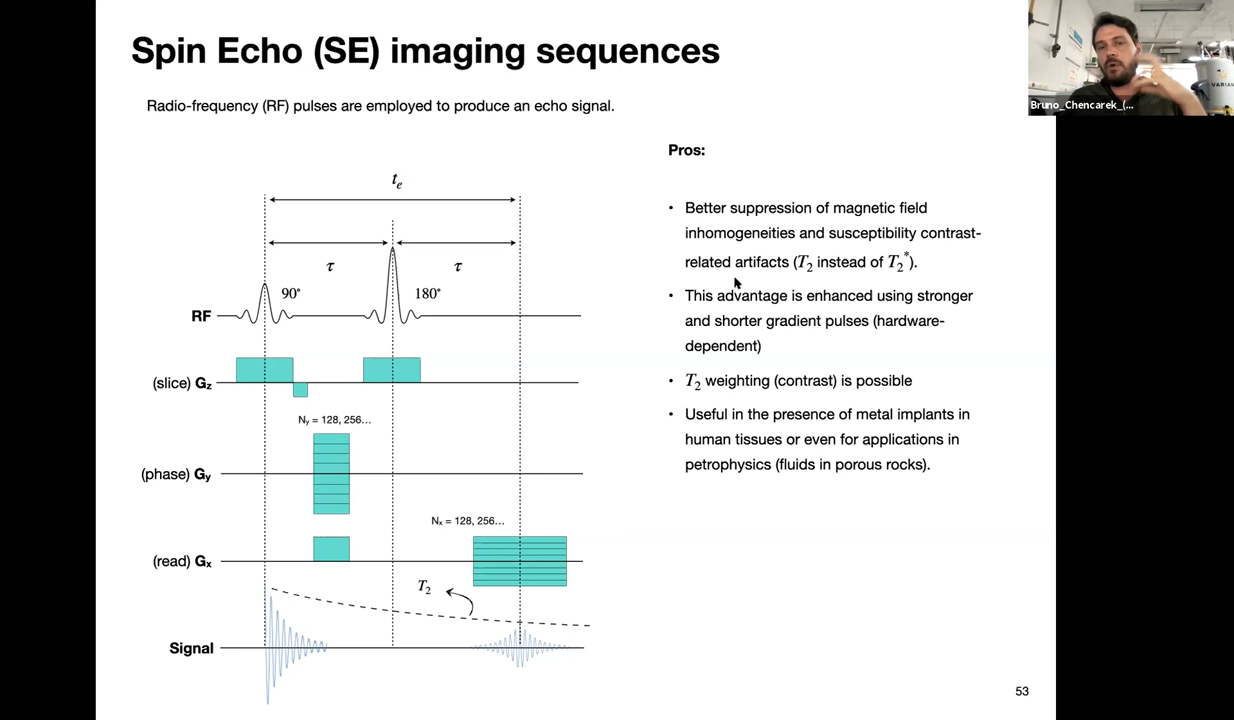 Spin Echo (SE) imaging sequences
Radio-frequency (RF) pulses are employed to produce an echo signal.
Bruno_Chencarek_(...
VARIAN
Pros:
• Better suppression of magnetic field
inhomogeneities and susceptibility contrast-
related artifacts (T₂ instead of T₂*).
• This advantage is enhanced using stronger
and shorter gradient pulses (hardware-
dependent)
• T₂ weighting (contrast) is possible
• Useful in the presence of metal implants in
human tissues or even for applications in
petrophysics (fluids in porous rocks).
tₑ
τ τ
90° 180°
RF
(slice) Gz
Ny = 128, 256...
(phase) Gy
Nₓ = 128, 256...
(read) Gₓ
T₂
Signal
53